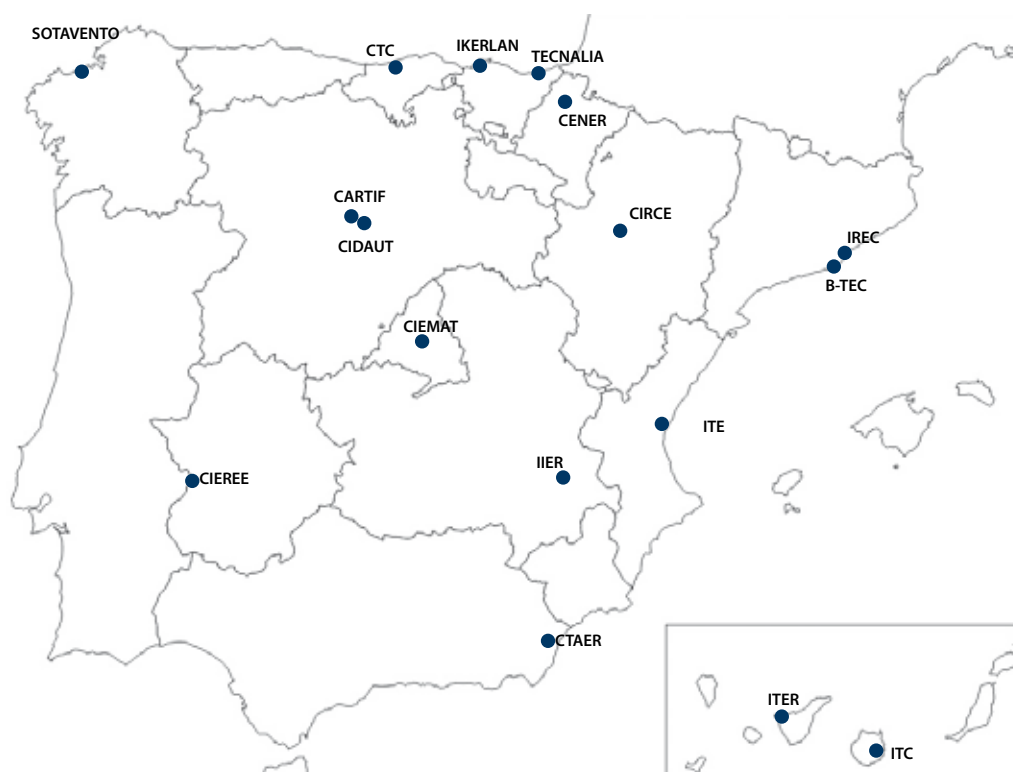 SOTAVENTO
CTC
IKERLAN
TECNALIA
CENER
CARTIF
CIDAUT
CIRCE
IREC
B-TEC
CIEMAT
ITE
IIER
CIEREE
CTAER
ITER
ITC